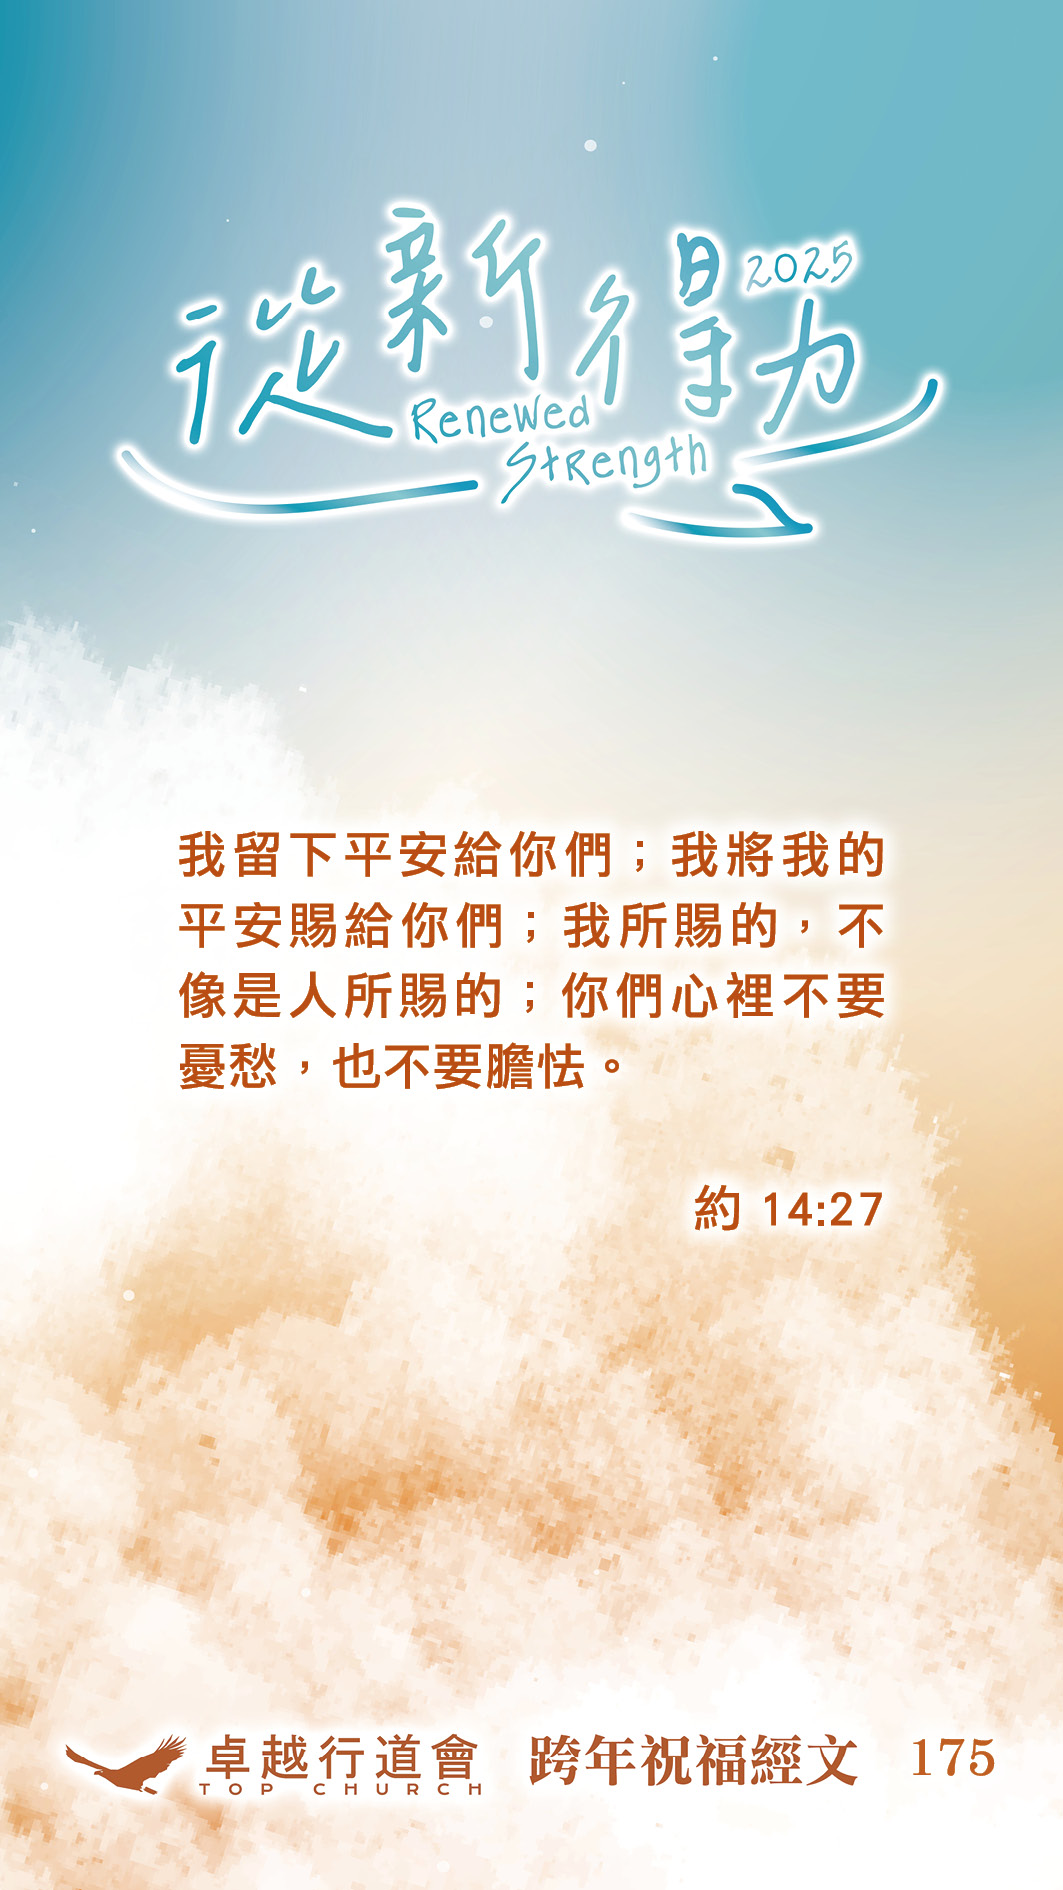 從新得力 2025
Renewed
Strength
我留下平安給你們；我將我的
平安賜給你們；我所賜的，不
像是人所賜的；你們心裡不要
憂愁，也不要膽怯。
約 14:27
卓越行道會 跨年祝福經文 175
TOP CHURCH